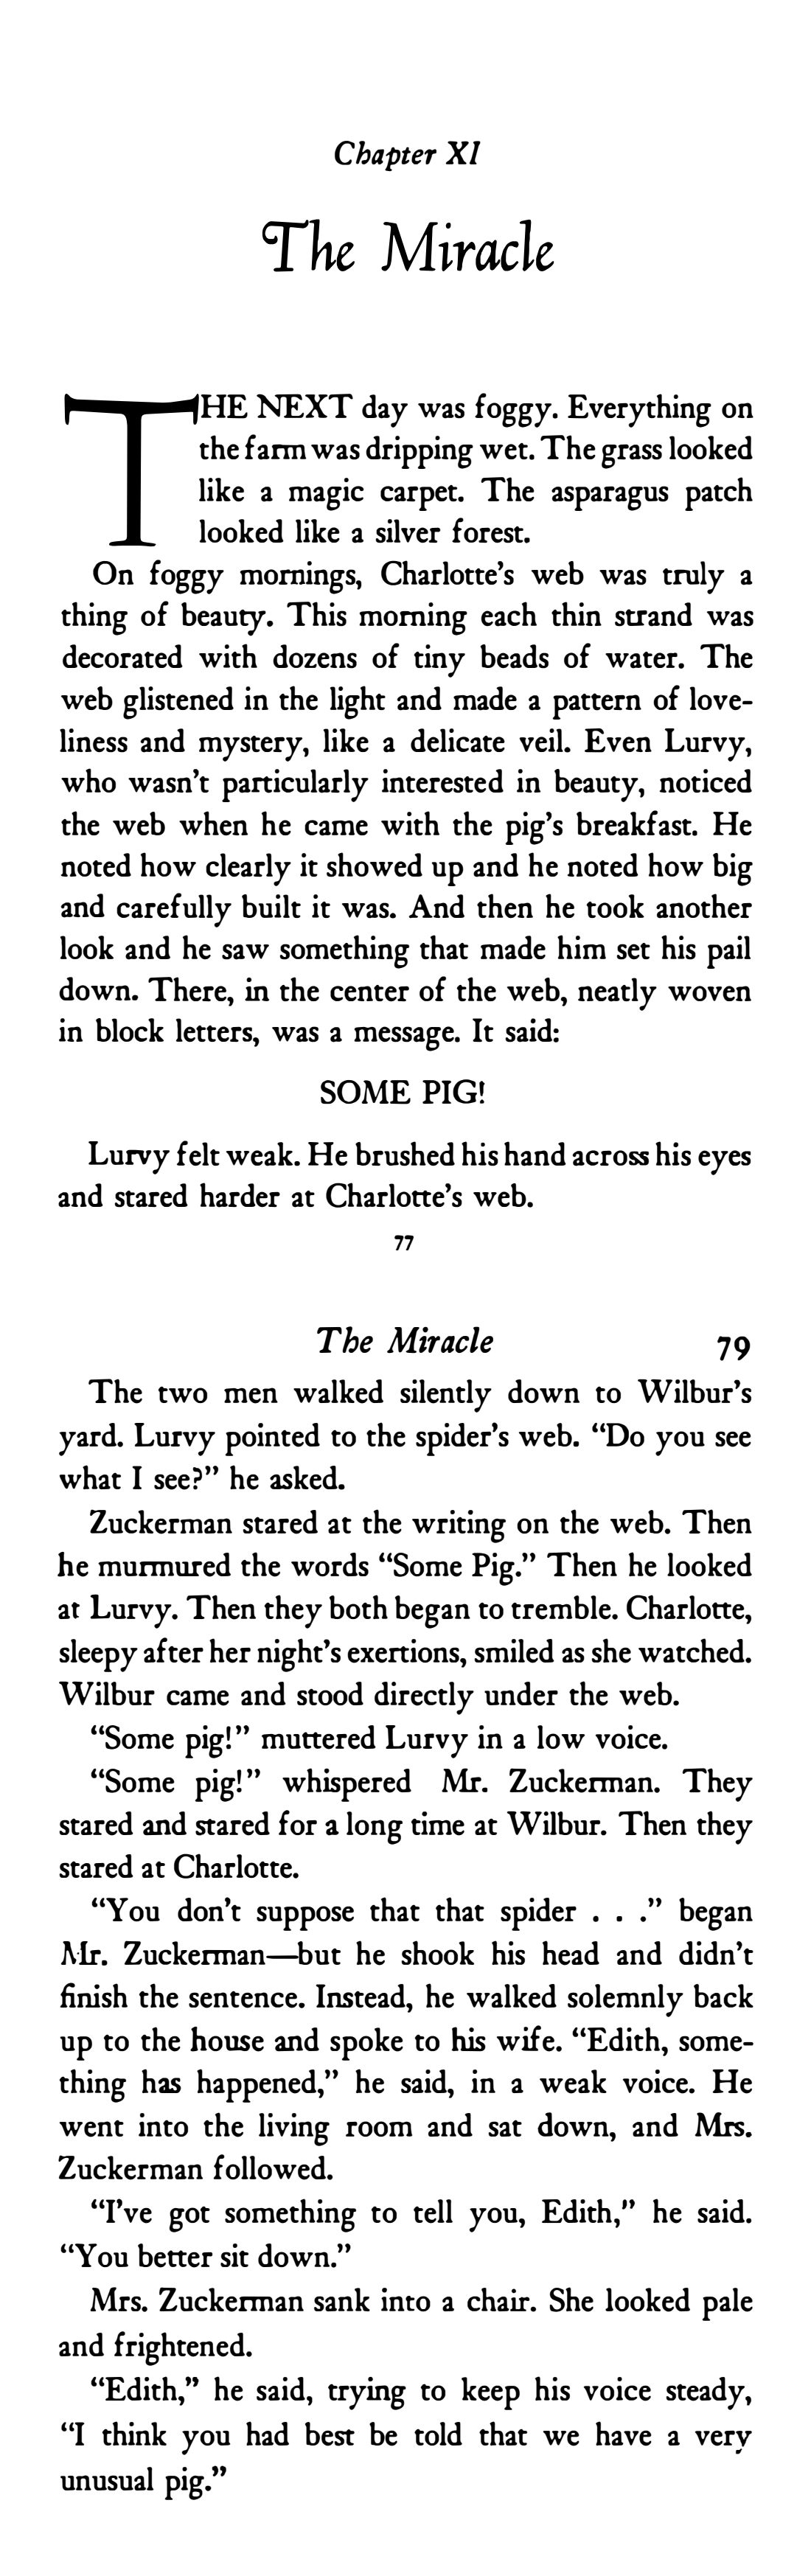 Chapter XI
The Miracle
THE NEXT day was foggy. Everything on
the farm was dripping wet. The grass looked
like a magic carpet. The asparagus patch
looked like a silver forest.
On foggy mornings, Charlotte's web was truly a
thing of beauty. This morning each thin strand was
decorated with dozens of tiny beads of water. The
web glistened in the light and made a pattern of love-
liness and mystery, like a delicate veil. Even Lurvy,
who wasn't particularly interested in beauty, noticed
the web when he came with the pig's breakfast. He
noted how clearly it showed up and he noted how big
and carefully built it was. And then he took another
look and he saw something that made him set his pail
down. There, in the center of the web, neatly woven
in block letters, was a message. It said:
SOME PIG!
Lurvy felt weak. He brushed his hand across his eyes
and stared harder at Charlotte's web.
77
The Miracle 79
The two men walked silently down to Wilbur's
yard. Lurvy pointed to the spider's web. “Do you see
what I see?” he asked.
Zuckerman stared at the writing on the web. Then
he murmured the words “Some Pig.” Then he looked
at Lurvy. Then they both began to tremble. Charlotte,
sleepy after her night's exertions, smiled as she watched.
Wilbur came and stood directly under the web.
“Some pig!” muttered Lurvy in a low voice.
“Some pig!” whispered Mr. Zuckerman. They
stared and stared for a long time at Wilbur. Then they
stared at Charlotte.
“You don't suppose that that spider . . .” began
Mr. Zuckerman—but he shook his head and didn't
finish the sentence. Instead, he walked solemnly back
up to the house and spoke to his wife. “Edith, some-
thing has happened,” he said, in a weak voice. He
went into the living room and sat down, and Mrs.
Zuckerman followed.
“I've got something to tell you, Edith,” he said.
“You better sit down.”
Mrs. Zuckerman sank into a chair. She looked pale
and frightened.
“Edith,” he said, trying to keep his voice steady,
“I think you had best be told that we have a very
unusual pig.”